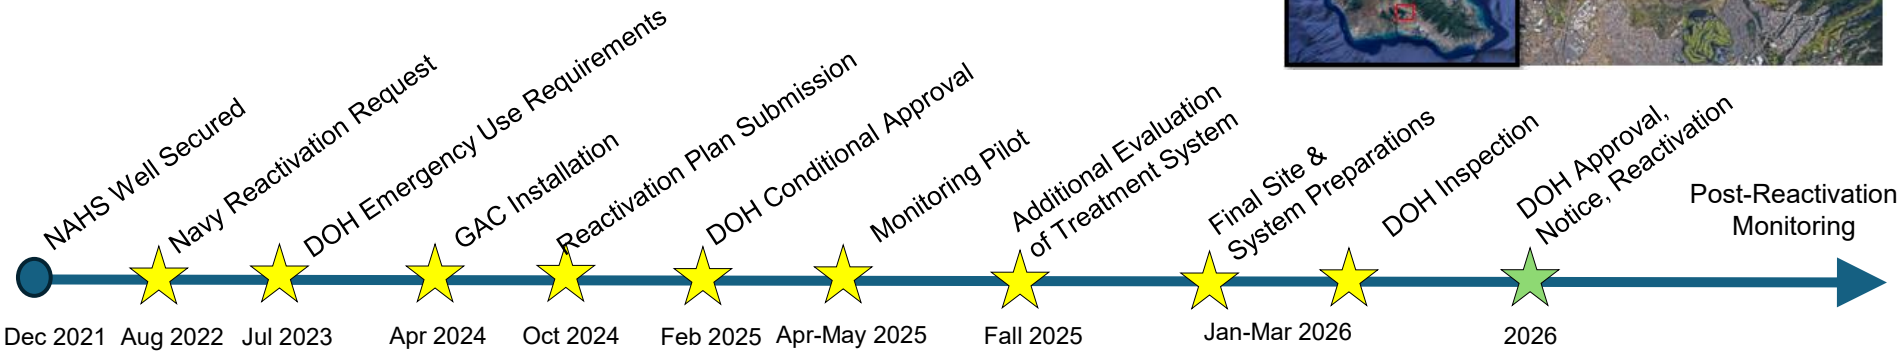 NAHS Well Secured
Navy Reactivation Request
DOH Emergency Use Requirements
GAC Installation
Reactivation Plan Submission
DOH Conditional Approval
Monitoring Pilot
Additional Evaluation
of Treatment System
Final Site &
System Preparations
DOH Inspection
DOH Approval,
Notice, Reactivation
Post-Reactivation
Monitoring
Dec 2021
Aug 2022
Jul 2023
Apr 2024
Oct 2024
Feb 2025
Apr-May 2025
Fall 2025
Jan-Mar 2026
2026